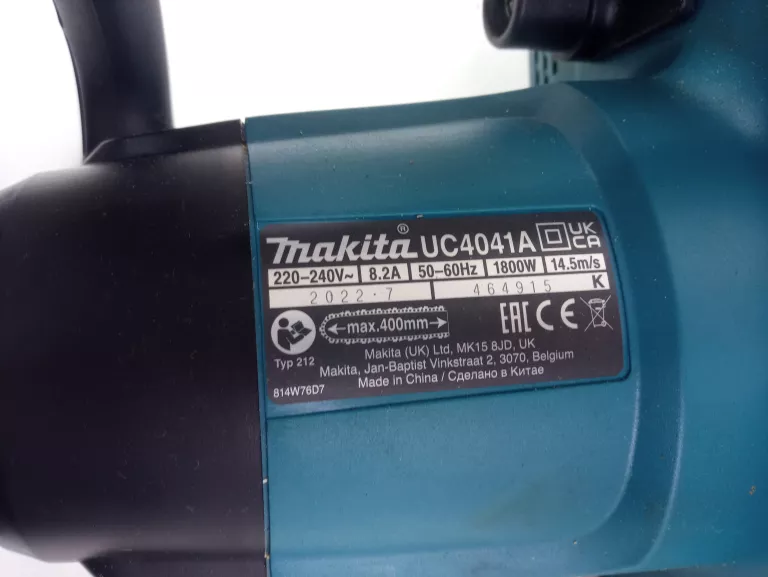 makita® UC4041A UK CA
220–240V~ 8.2A 50–60Hz 1800W 14.5m/s
2022.7 464915 K
max.400mm EAC CE
Typ 212
Makita (UK) Ltd, MK15 8JD, UK
Makita, Jan-Baptist Vinkstraat 2, 3070, Belgium
814W76D7 Made in China / Сделано в Китае